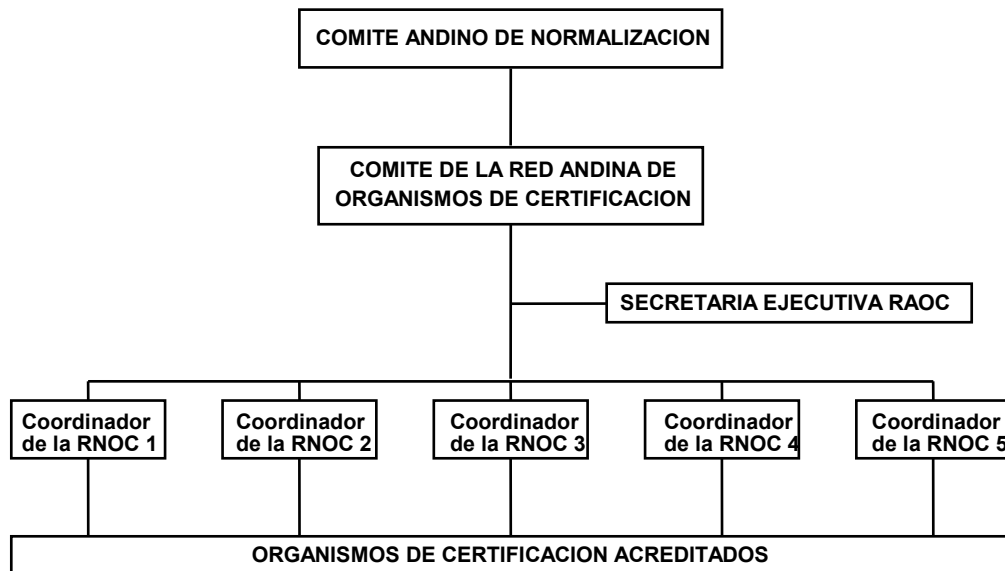 COMITE ANDINO DE NORMALIZACION
COMITE DE LA RED ANDINA DE
ORGANISMOS DE CERTIFICACION
SECRETARIA EJECUTIVA RAOC
Coordinador
de la RNOC 1
Coordinador
de la RNOC 2
Coordinador
de la RNOC 3
Coordinador
de la RNOC 4
Coordinador
de la RNOC 5
ORGANISMOS DE CERTIFICACION ACREDITADOS